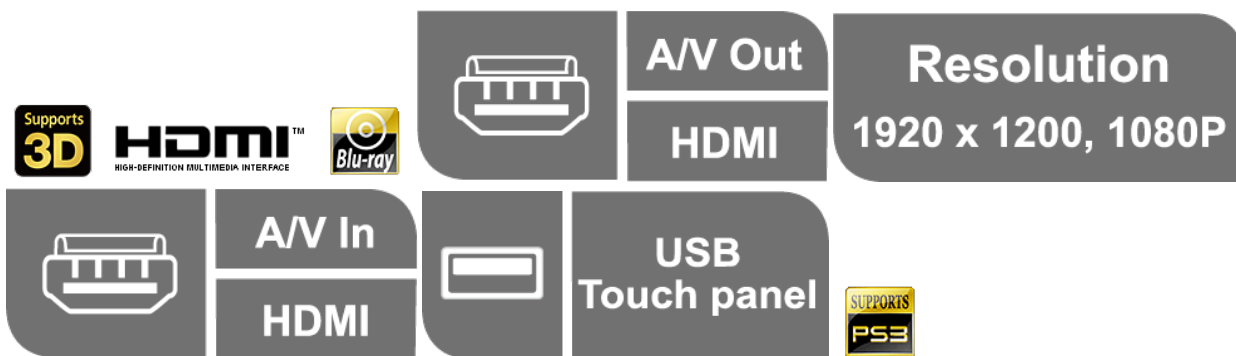 Supports
3D
HDMI™
HIGH-DEFINITION MULTIMEDIA INTERFACE
Blu-ray
A/V Out
HDMI
Resolution
1920 x 1200, 1080P
A/V In
HDMI
USB
Touch panel
SUPPORTS
PS3